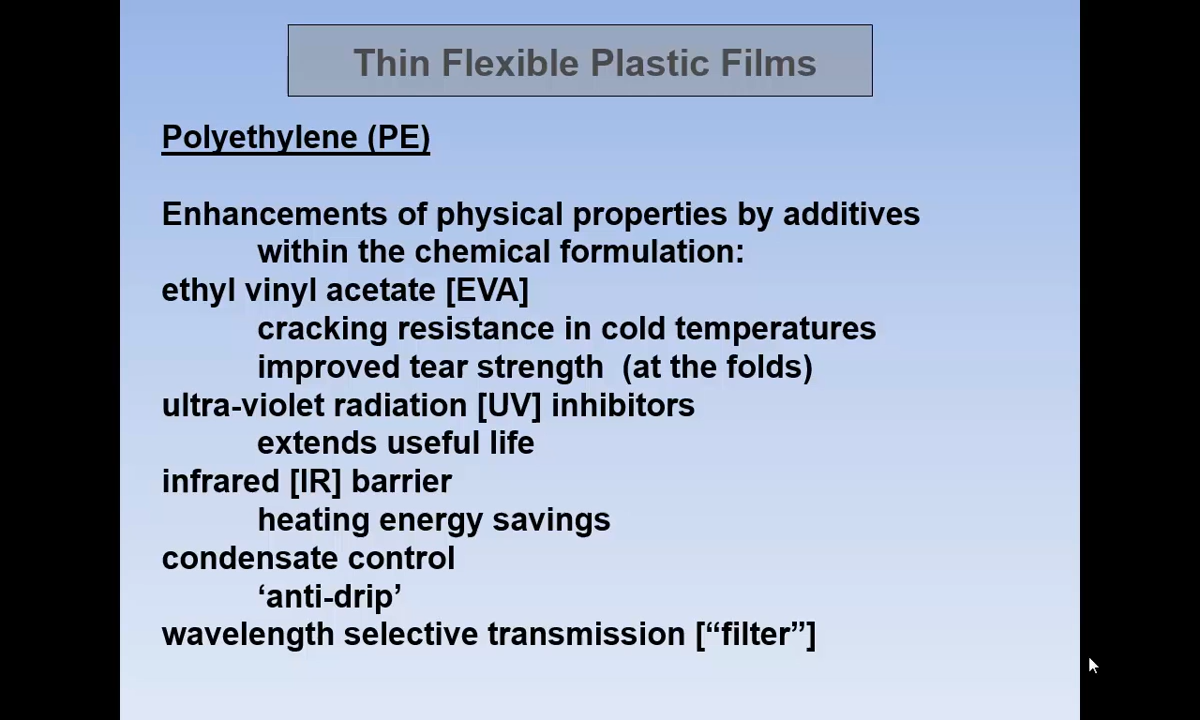 Thin Flexible Plastic Films
Polyethylene (PE)
Enhancements of physical properties by additives
within the chemical formulation:
ethyl vinyl acetate [EVA]
cracking resistance in cold temperatures
improved tear strength (at the folds)
ultra-violet radiation [UV] inhibitors
extends useful life
infrared [IR] barrier
heating energy savings
condensate control
‘anti-drip’
wavelength selective transmission [“filter”]